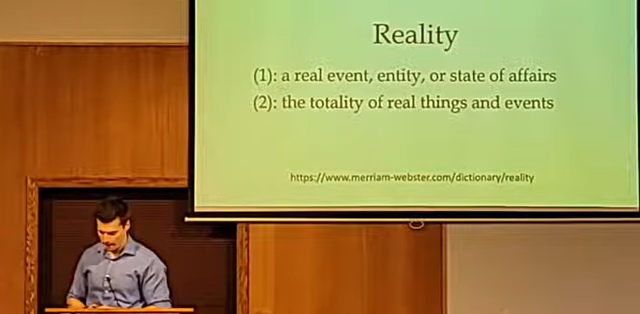 Reality
(1): a real event, entity, or state of affairs
(2): the totality of real things and events
https://www.merriam-webster.com/dictionary/reality